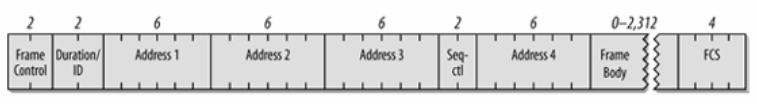 2 2 6 6 6 2 6 0–2,312 4
Frame Control Duration/ ID Address 1 Address 2 Address 3 Seq- ctl Address 4 Frame Body FCS